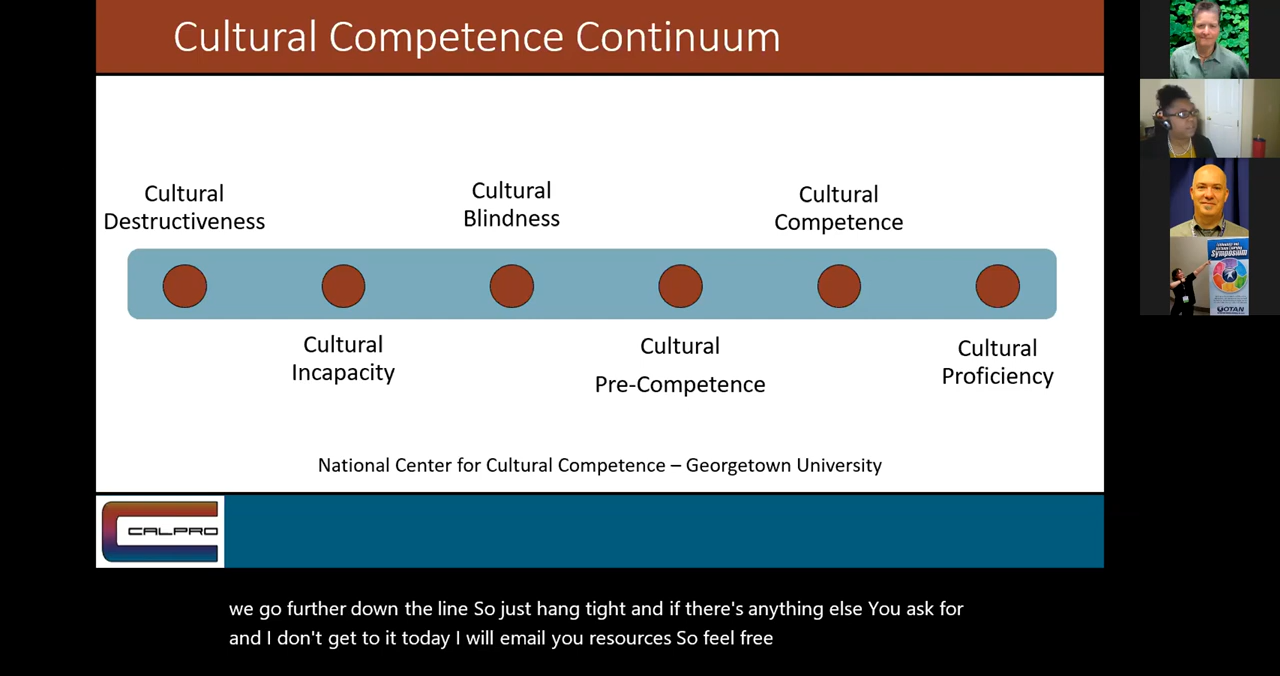 Cultural Competence Continuum
Cultural
Destructiveness
Cultural
Blindness
Cultural
Competence
Cultural
Incapacity
Cultural
Pre-Competence
Cultural
Proficiency
National Center for Cultural Competence – Georgetown University
CALPRO
Symposium
OTAN
we go further down the line So just hang tight and if there's anything else You ask for
and I don't get to it today I will email you resources So feel free